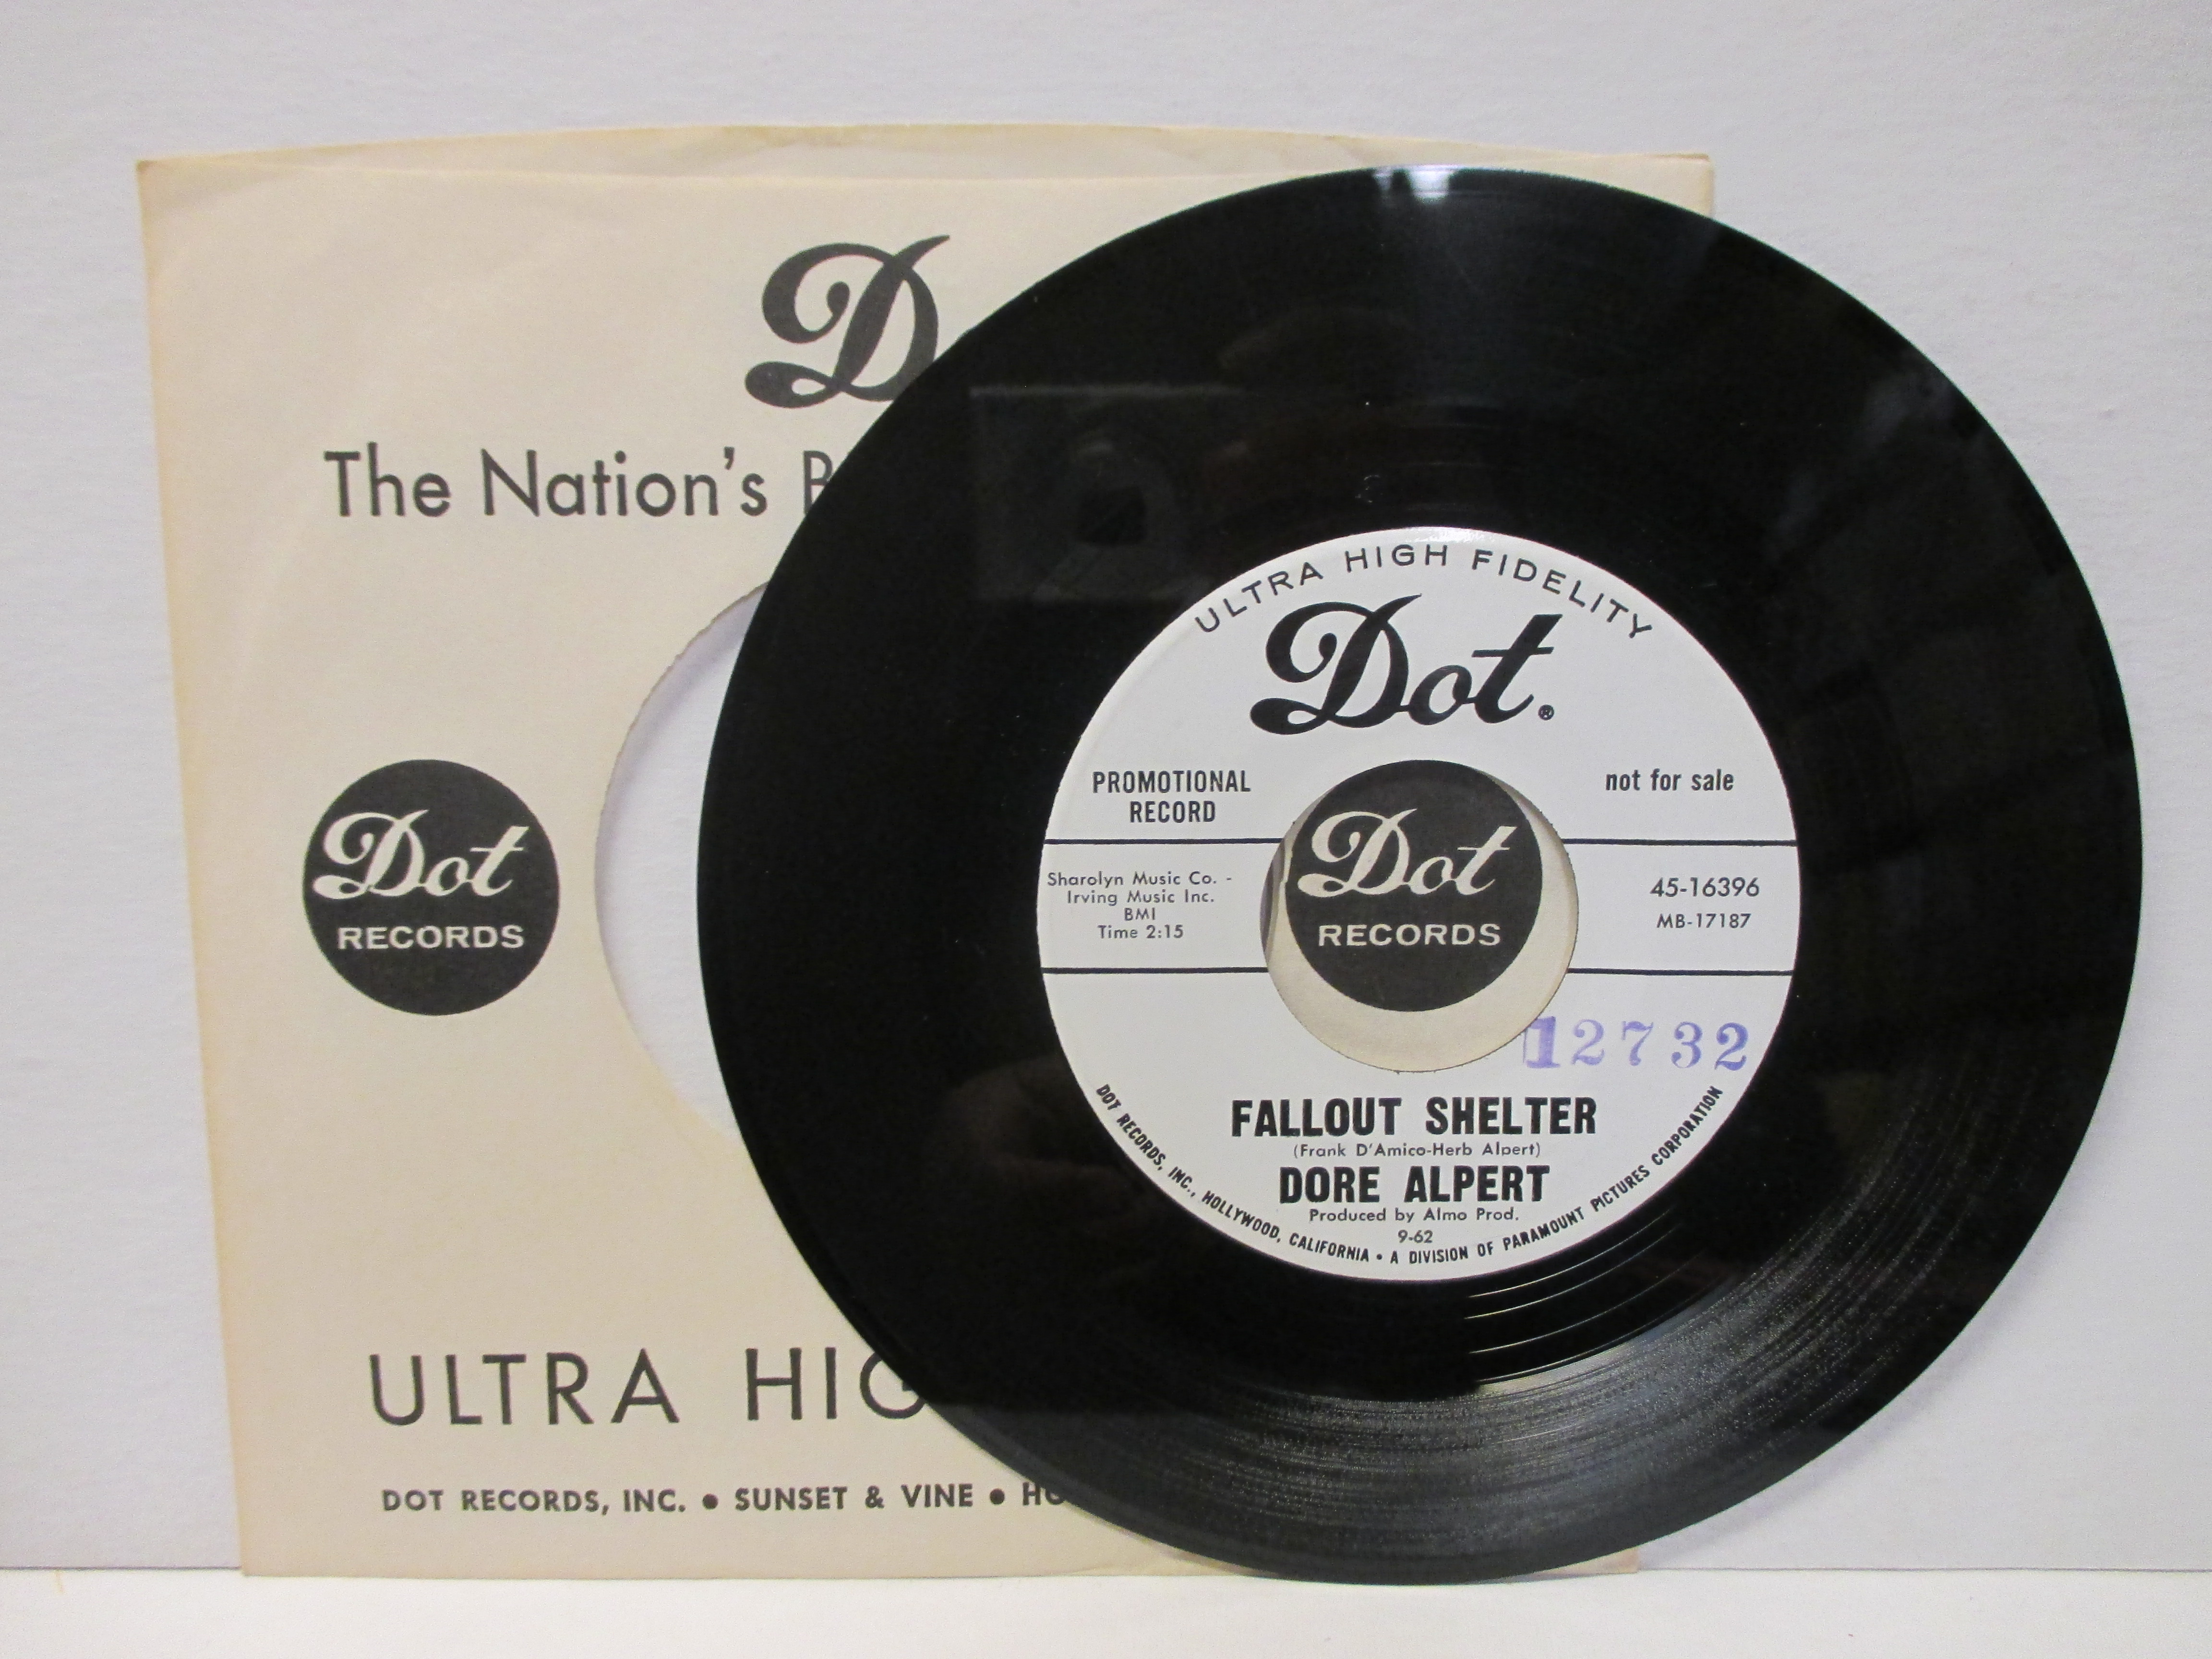 D
The Nation's
Dot
RECORDS
ULTRA
DOT RECORDS, INC. • SUNSET & VINE •
ULTRA HIGH FIDELITY
Dot.®
PROMOTIONAL
RECORD
not for sale
Sharolyn Music Co. -
Irving Music Inc.
BMI
Time 2:15
Dot
RECORDS
45-16396
MB-17187
12732
FALLOUT SHELTER
(Frank D'Amico-Herb Alpert)
DORE ALPERT
Produced by Almo Prod.
9-62
DOT RECORDS, INC., HOLLYWOOD, CALIFORNIA • A DIVISION OF PARAMOUNT PICTURES CORPORATION